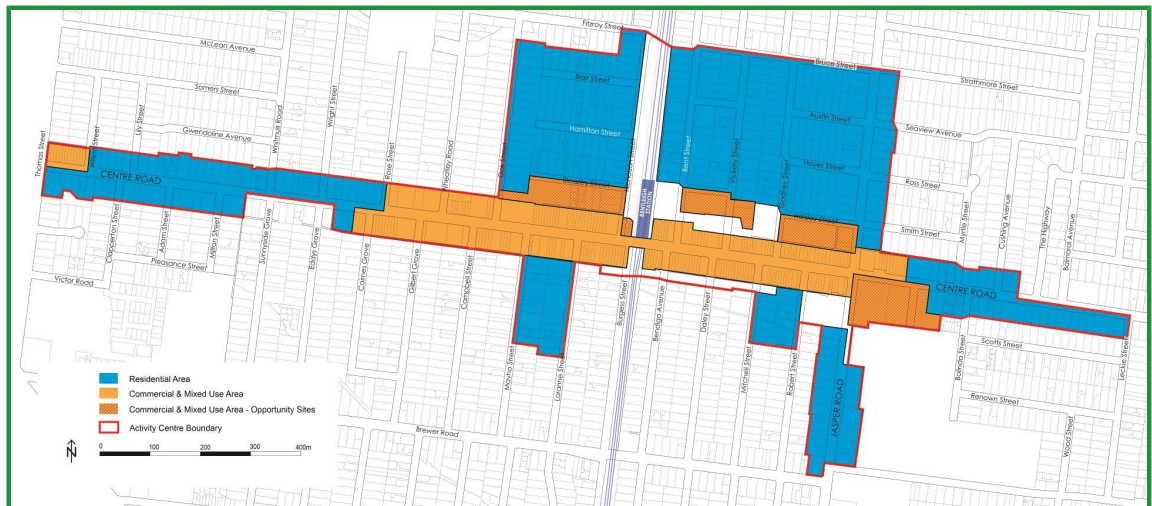 Fitzroy Street
McLean Avenue
Bruce Street
Strathmore Street
Blair Street
Somers Street
Lily Street
Wright Street
Whitmuir Road
Austin Street
Gwendoline Avenue
Hamilton Street
Seaview Avenue
Thomas Street
Rose Street
Wheatley Road
Bent Street
Vickery Street
Hayes Street
Godfrey Street
Ross Street
CENTRE ROAD
BENTLEIGH
STATION
Smith Street
Myrtle Street
Cushing Avenue
The Highway
Balmoral Avenue
Clapperton Street
Adam Street
Milton Street
Sunnyside Grove
Eddys Grove
Pleasance Street
Victor Road
Cairnes Grove
Gilbert Grove
Campbell Street
Burgess Street
Bendigo Avenue
Daley Street
CENTRE ROAD
Mavho Street
Loranne Street
Mitchell Street
Robert Street
Bolinda Street
Scotts Street
Leckie Street
Renown Street
JASPER ROAD
Wood Street
Brewer Road
Residential Area
Commercial & Mixed Use Area
Commercial & Mixed Use Area - Opportunity Sites
Activity Centre Boundary
N
0 100 200 300 400m